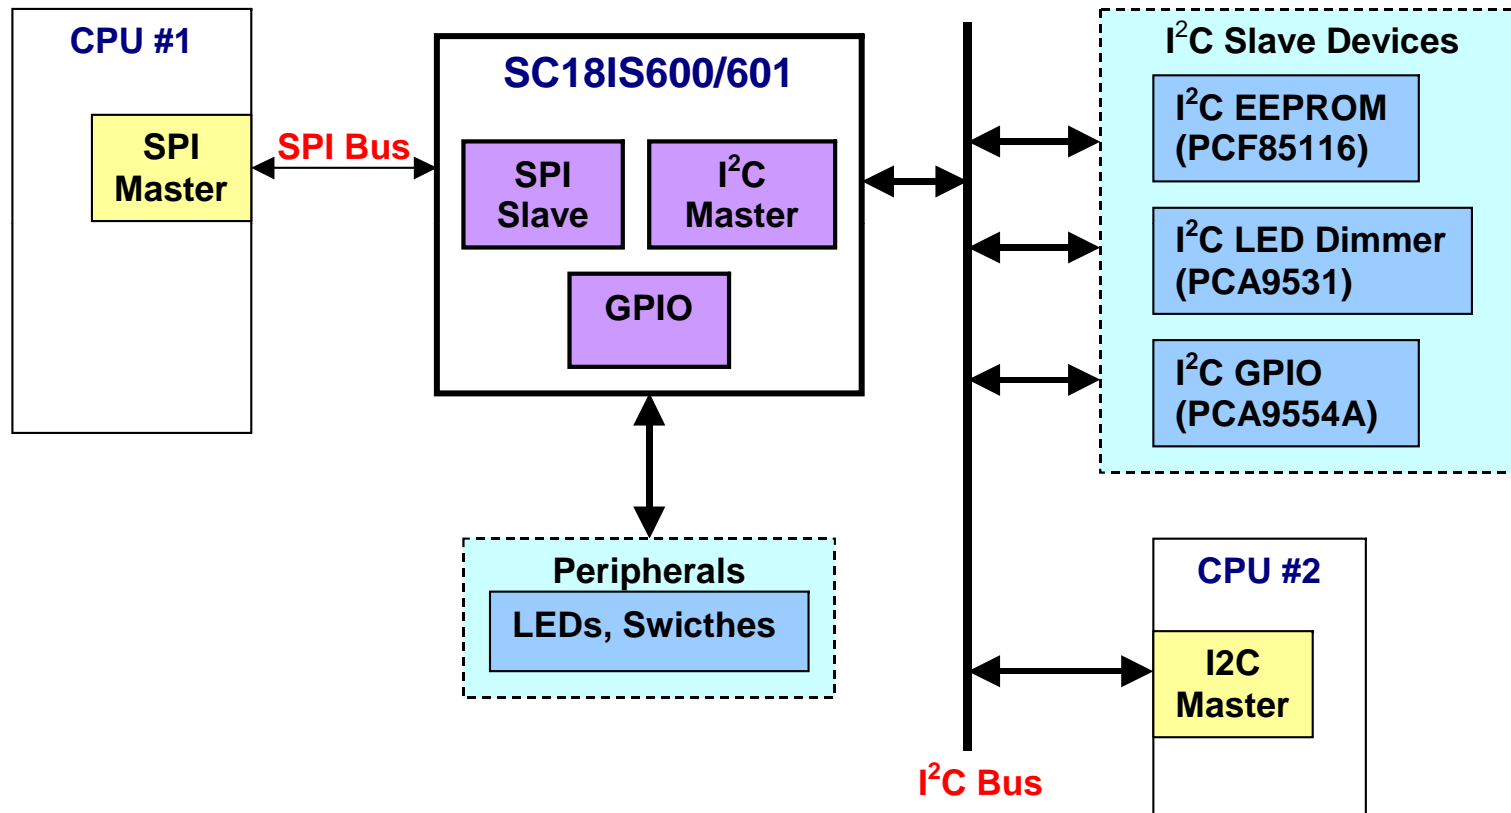 CPU #1
SPI
Master
SPI Bus
SC18IS600/601
SPI
Slave
I²C
Master
GPIO
Peripherals
LEDs, Swicthes
I²C Bus
I²C Slave Devices
I²C EEPROM
(PCF85116)
I²C LED Dimmer
(PCA9531)
I²C GPIO
(PCA9554A)
CPU #2
I2C
Master